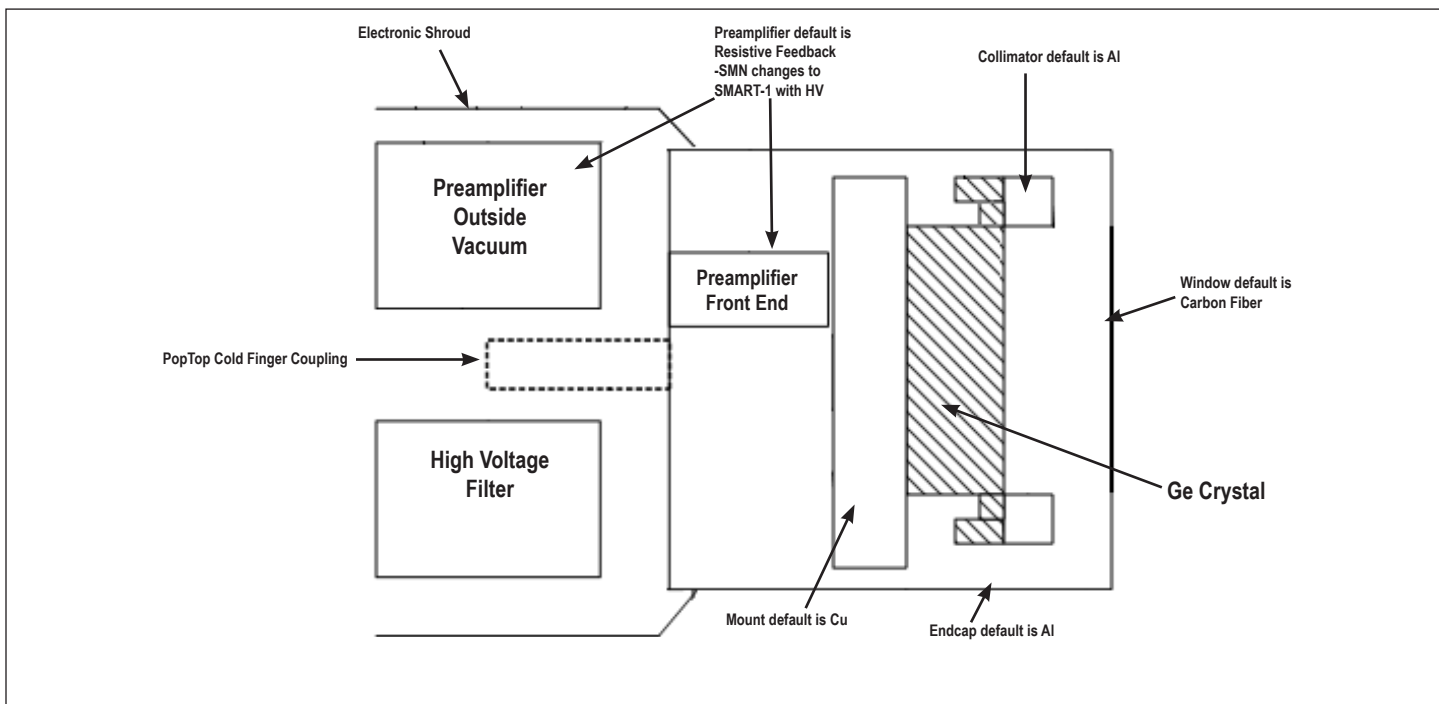 Electronic Shroud
Preamplifier default is
Resistive Feedback
-SMN changes to
SMART-1 with HV
Collimator default is Al
Preamplifier
Outside
Vacuum
Preamplifier
Front End
Window default is
Carbon Fiber
PopTop Cold Finger Coupling
High Voltage
Filter
Ge Crystal
Mount default is Cu
Endcap default is Al